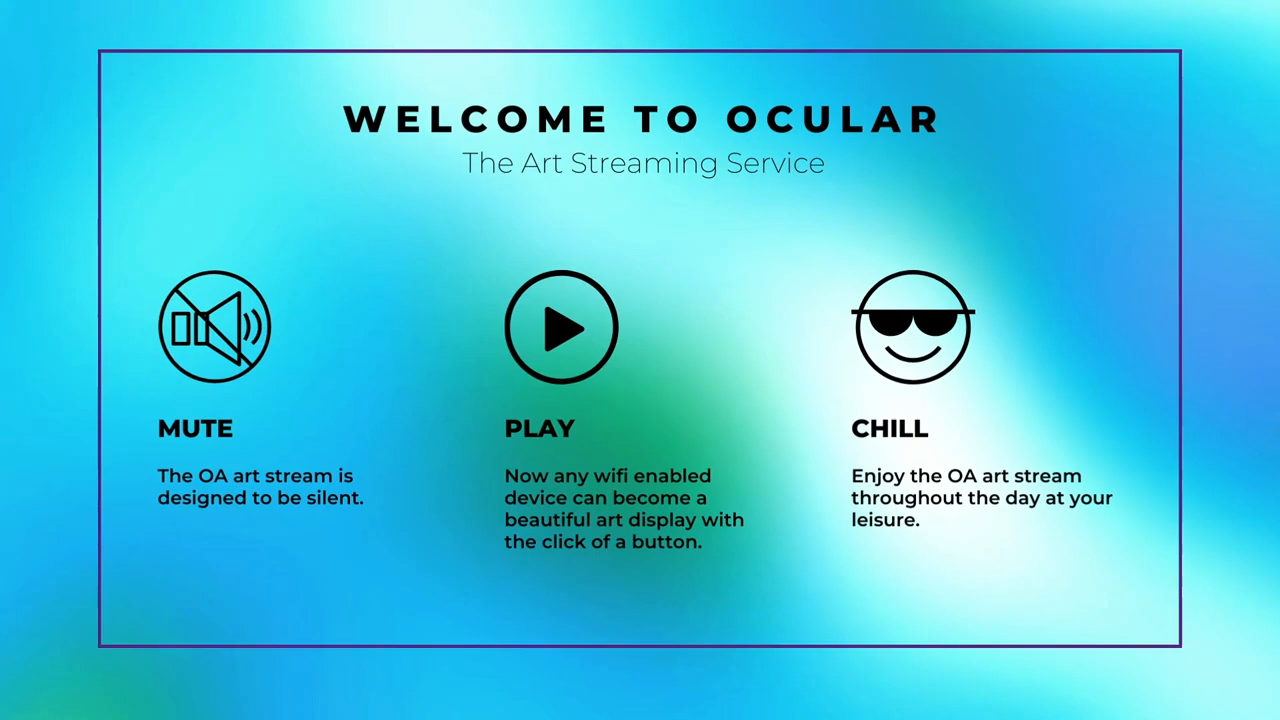 WELCOME TO OCULAR
The Art Streaming Service
MUTE
The OA art stream is
designed to be silent.
PLAY
Now any wifi enabled
device can become a
beautiful art display with
the click of a button.
CHILL
Enjoy the OA art stream
throughout the day at your
leisure.